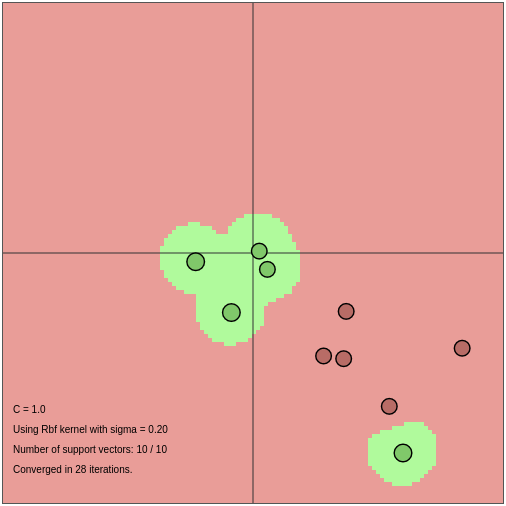 C = 1.0
Using Rbf kernel with sigma = 0.20
Number of support vectors: 10 / 10
Converged in 28 iterations.